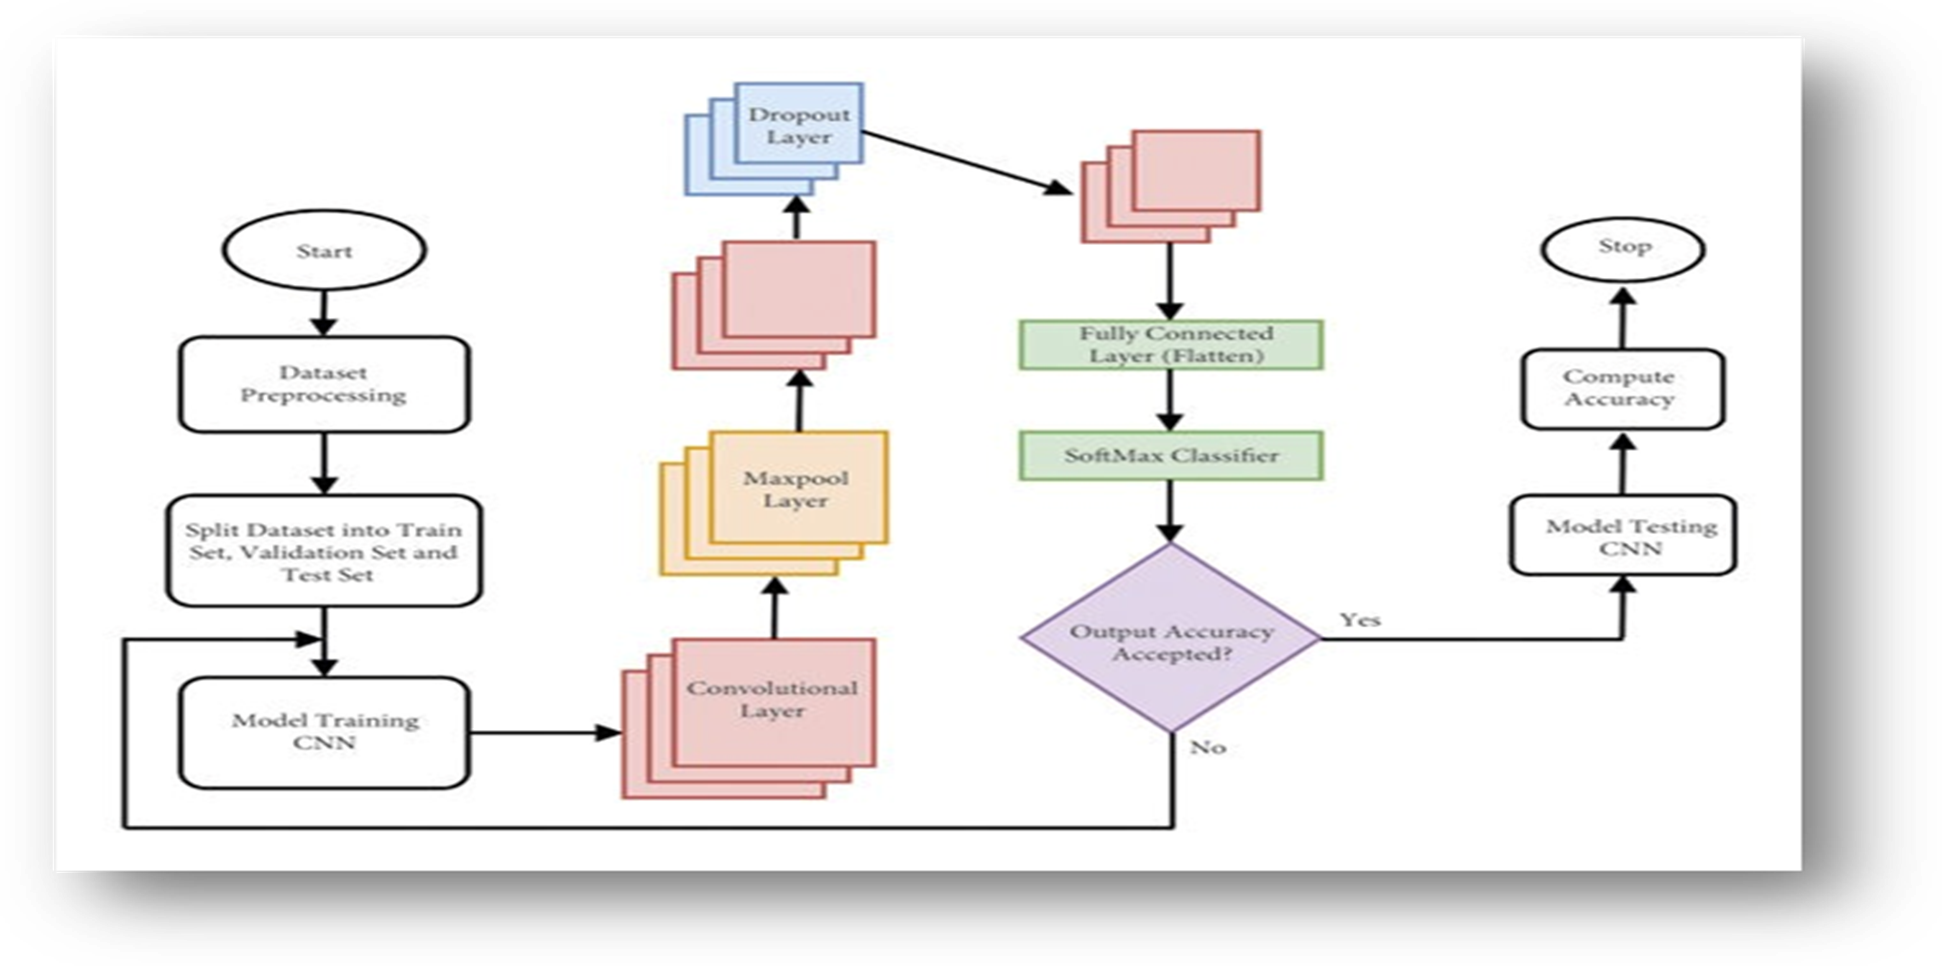 Start
Dataset
Preprocessing
Split Dataset into Train
Set, Validation Set and
Test Set
Model Training
CNN
Convolutional
Layer
Maxpool
Layer
Dropout
Layer
Fully Connected
Layer (Flatten)
SoftMax Classifier
Output Accuracy
Accepted?
Yes
No
Model Testing
CNN
Compute
Accuracy
Stop